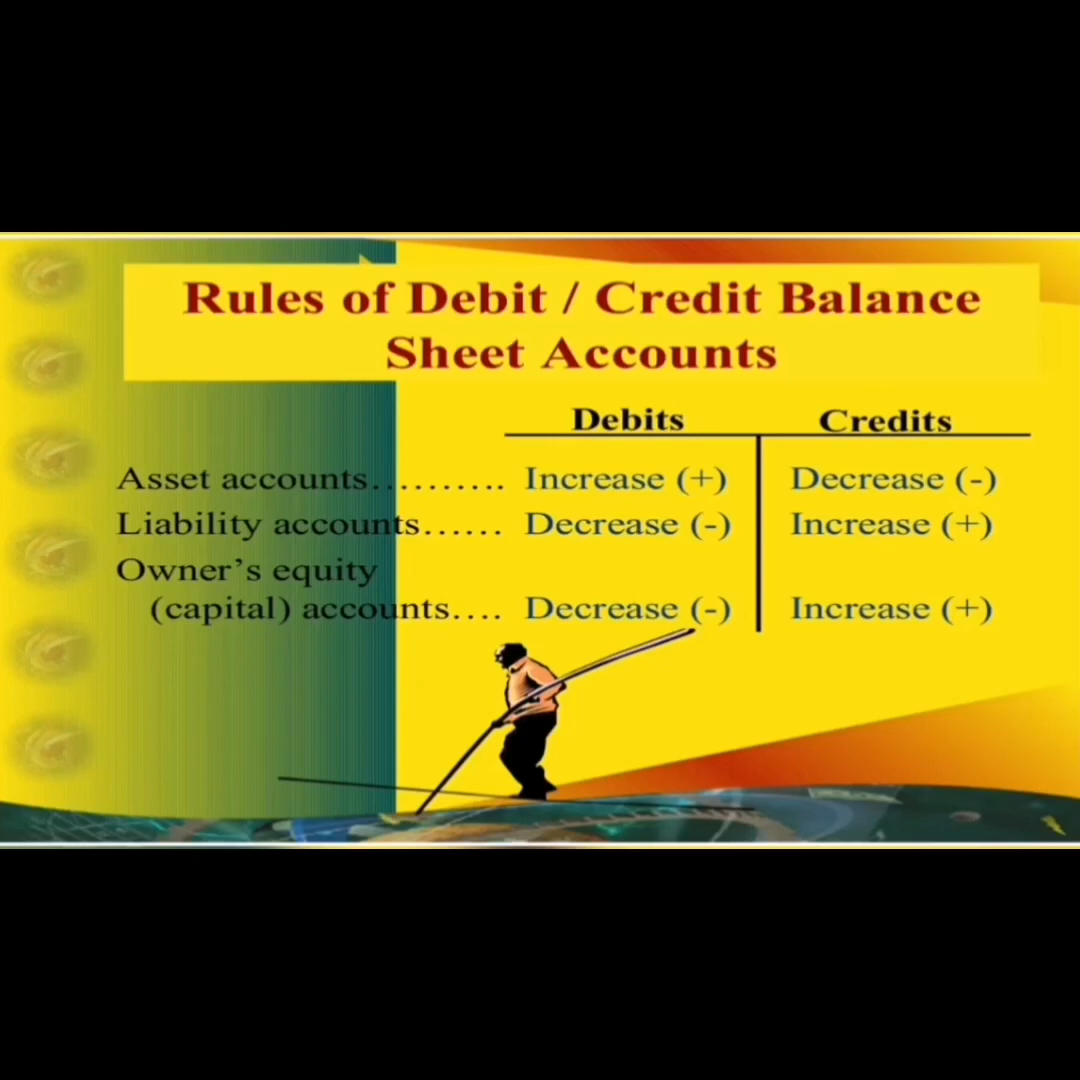 Rules of Debit / Credit Balance
Sheet Accounts
Debits Credits
Asset accounts.......... Increase (+) Decrease (-)
Liability accounts...... Decrease (-) Increase (+)
Owner’s equity
(capital) accounts.... Decrease (-) Increase (+)